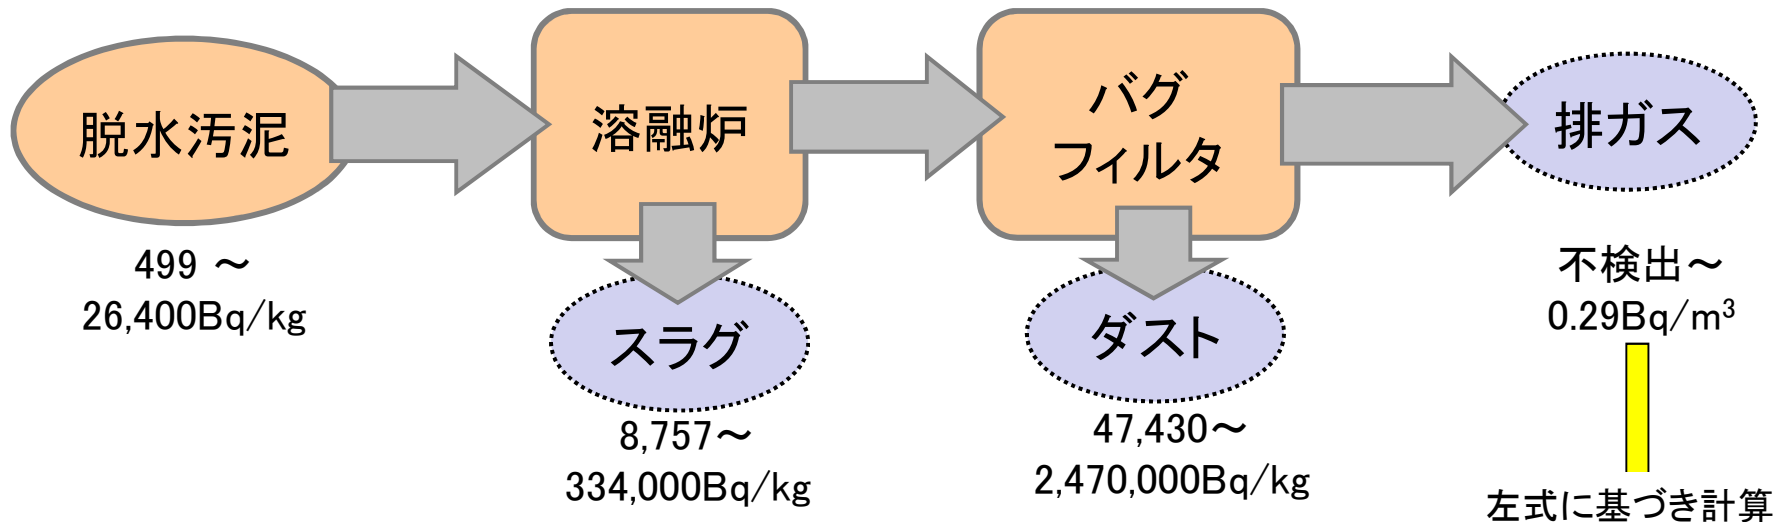 脱水汚泥
溶融炉
バグ
フィルタ
排ガス
499 ～
26,400Bq/kg
スラグ
8,757～
334,000Bq/kg
ダスト
47,430～
2,470,000Bq/kg
不検出～
0.29Bq/m³
左式に基づき計算